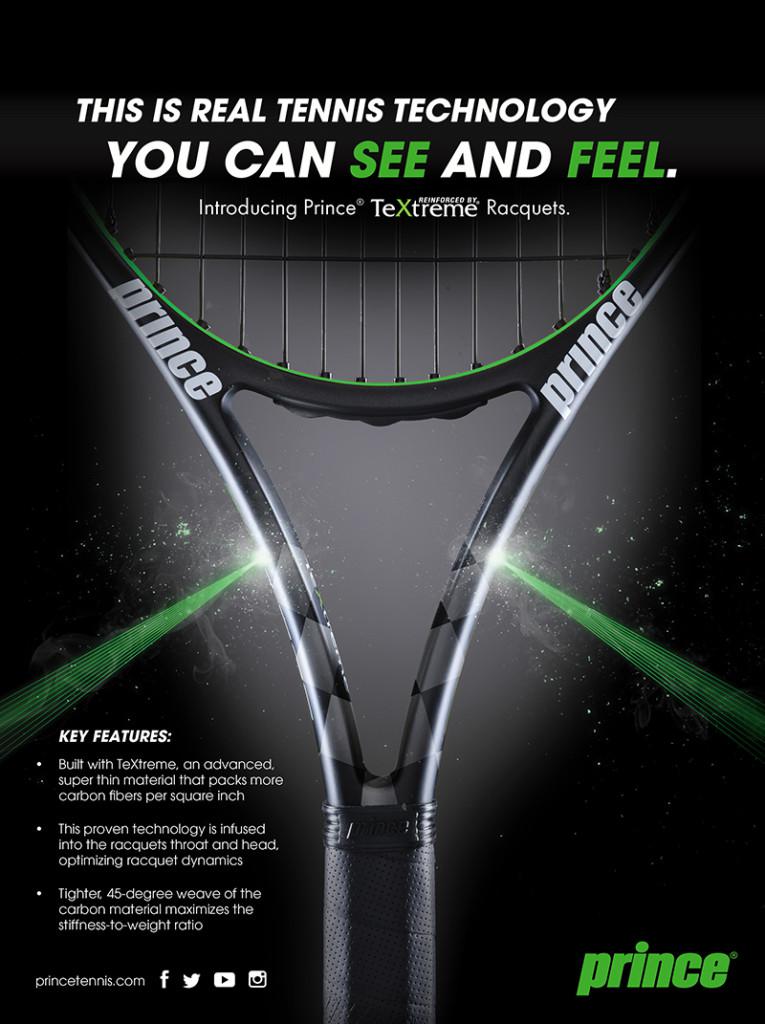 THIS IS REAL TENNIS TECHNOLOGY
YOU CAN SEE AND FEEL.
Introducing Prince® TeXtreme® REINFORCED BY Racquets.
prince
prince
KEY FEATURES:
• Built with TeXtreme, an advanced,
super thin material that packs more
carbon fibers per square inch
• This proven technology is infused
into the racquets throat and head,
optimizing racquet dynamics
• Tighter, 45-degree weave of the
carbon material maximizes the
stiffness-to-weight ratio
prince
princetennis.com
prince®